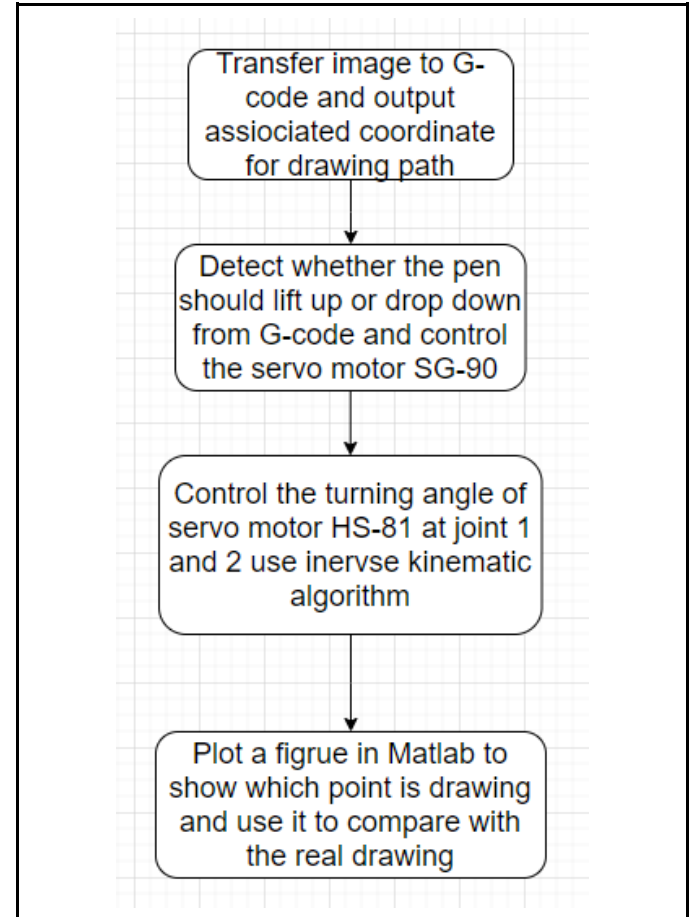 Transfer image to G-
code and output
assiociated coordinate
for drawing path
Detect whether the pen
should lift up or drop down
from G-code and control
the servo motor SG-90
Control the turning angle of
servo motor HS-81 at joint 1
and 2 use inervse kinematic
algorithm
Plot a figrue in Matlab to
show which point is drawing
and use it to compare with
the real drawing